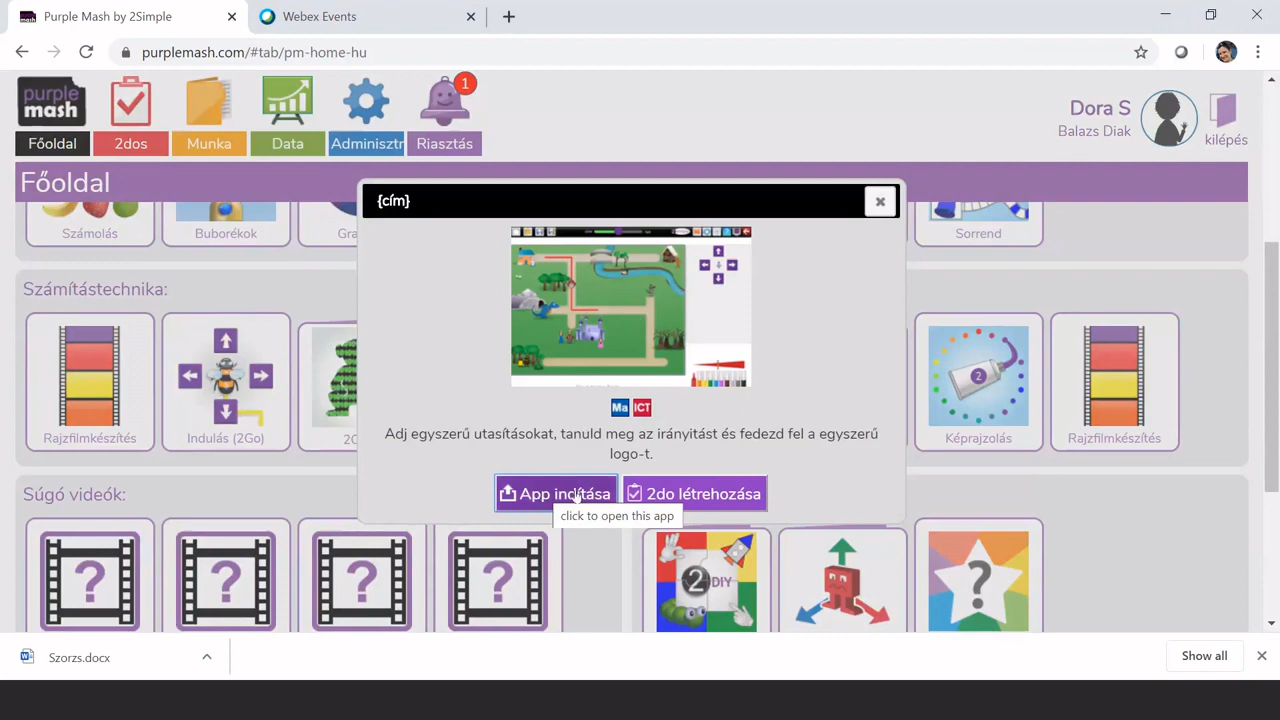 Purple Mash by 2Simple
Webex Events
purplemash.com/#tab/pm-home-hu
purple mash
1
Főoldal
2dos
Munka
Data
Adminisztr
Riasztás
Dora S
Balazs Diak
kilépés
Főoldal
{cím}
Számolás
Buborékok
Gra
Sorrend
Számítástechnika:
Rajzfilmkészítés
Indulás (2Go)
2
Képrajzolás
Rajzfilmkészítés
Ma ICT
Adj egyszerű utasításokat, tanuld meg az irányitást és fedezd fel a egyszerű
logo-t.
App indítása
2do létrehozása
click to open this app
Súgó videók:
2 DIY
Szorzs.docx
Show all